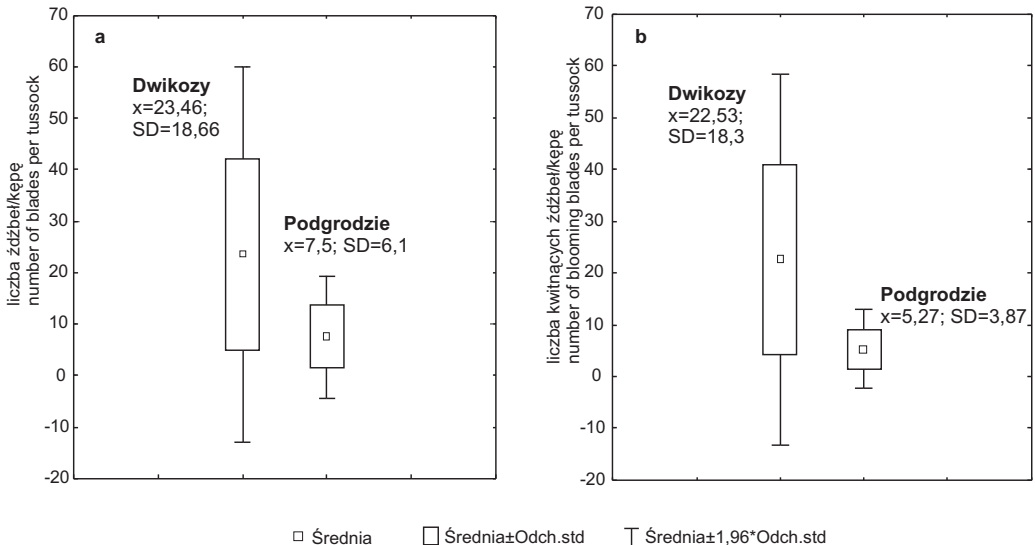 a
Dwikozy
x=23,46;
SD=18,66
Podgrodzie
x=7,5; SD=6,1
liczba źdźbeł/kępę
number of blades per tussock
70
60
50
40
30
20
10
0
-10
-20
b
Dwikozy
x=22,53;
SD=18,3
Podgrodzie
x=5,27; SD=3,87
liczba kwitnących źdźbeł/kępę
number of blooming blades per tussock
70
60
50
40
30
20
10
0
-10
-20
Średnia
Średnia±Odch.std
Średnia±1,96*Odch.std